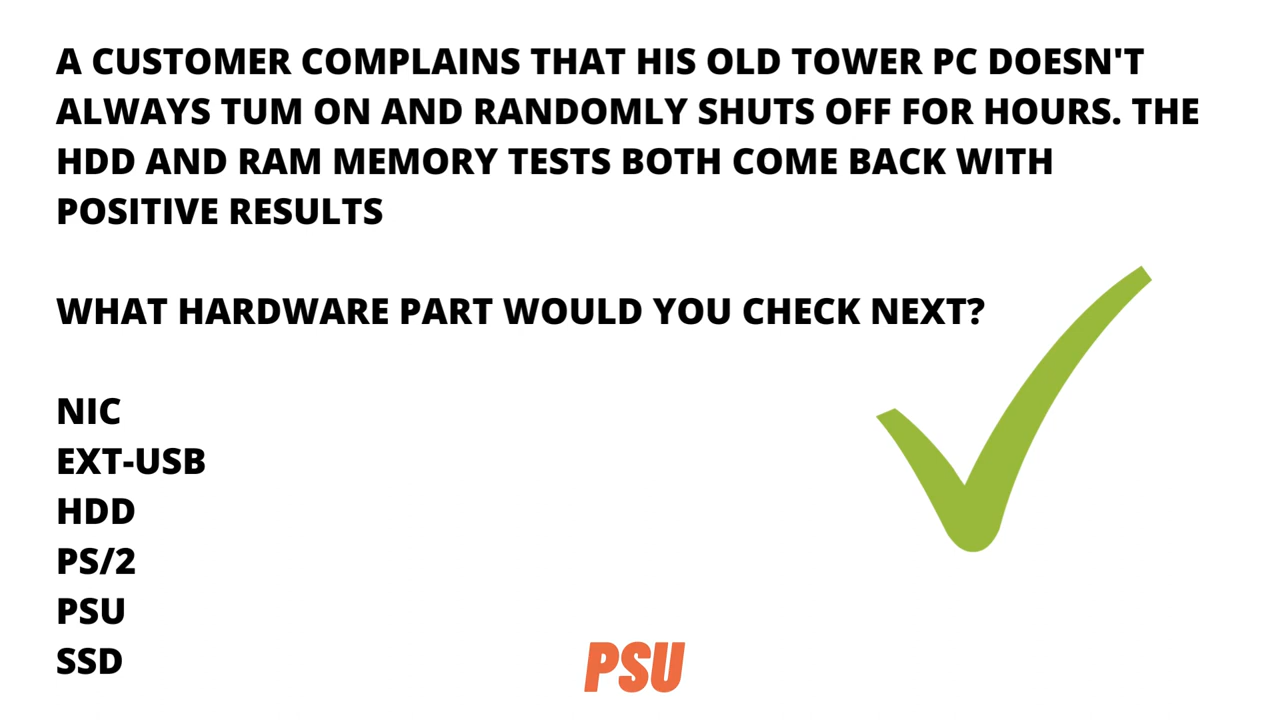 A CUSTOMER COMPLAINS THAT HIS OLD TOWER PC DOESN'T
ALWAYS TUM ON AND RANDOMLY SHUTS OFF FOR HOURS. THE
HDD AND RAM MEMORY TESTS BOTH COME BACK WITH
POSITIVE RESULTS
WHAT HARDWARE PART WOULD YOU CHECK NEXT?
NIC
EXT-USB
HDD
PS/2
PSU
SSD
PSU